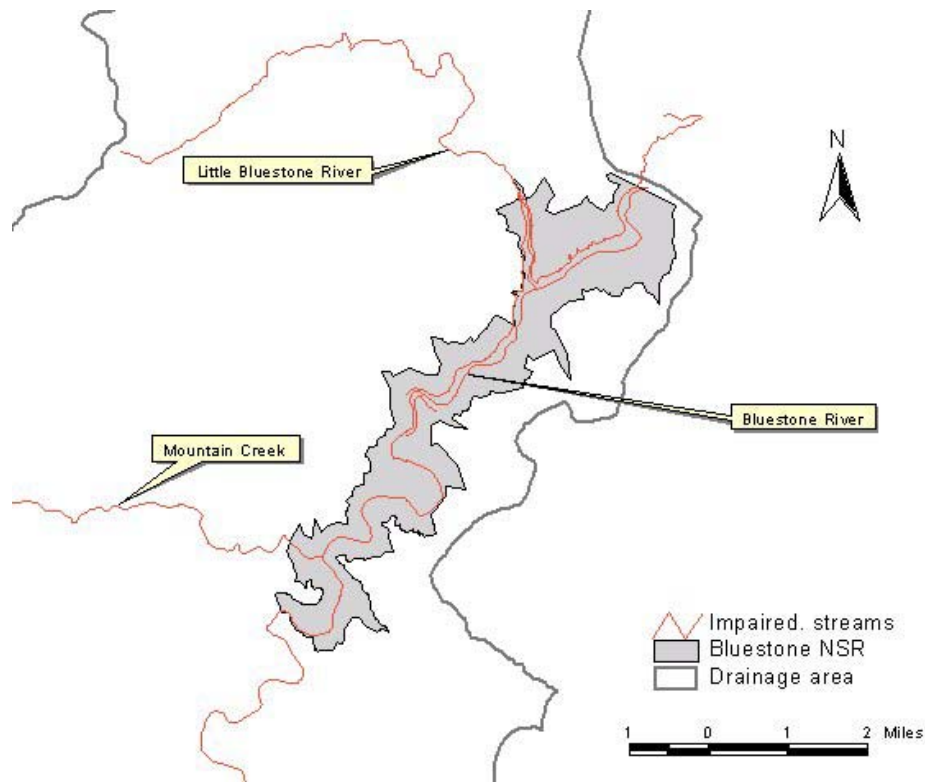 N
Little Bluestone River
Bluestone River
Mountain Creek
Impaired. streams
Bluestone NSR
Drainage area
1 0 1 2 Miles